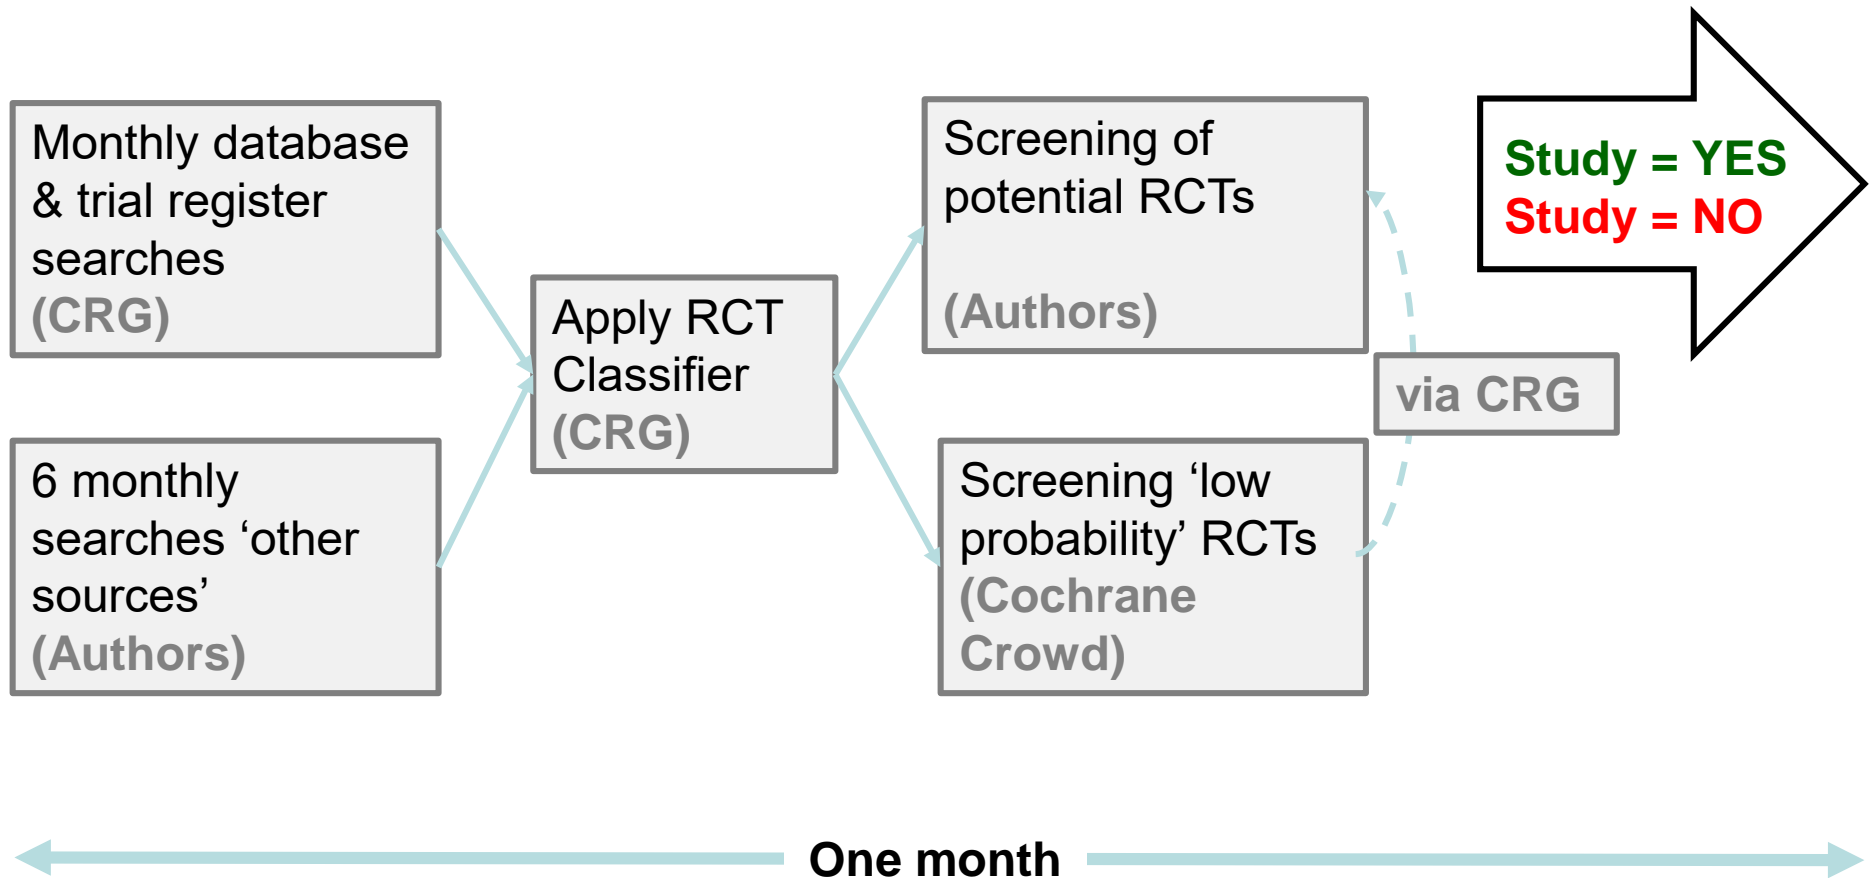 Monthly database
& trial register
searches
(CRG)
6 monthly
searches ‘other
sources’
(Authors)
Apply RCT
Classifier
(CRG)
Screening of
potential RCTs
(Authors)
Screening ‘low
probability’ RCTs
(Cochrane
Crowd)
via CRG
Study = YES
Study = NO
One month